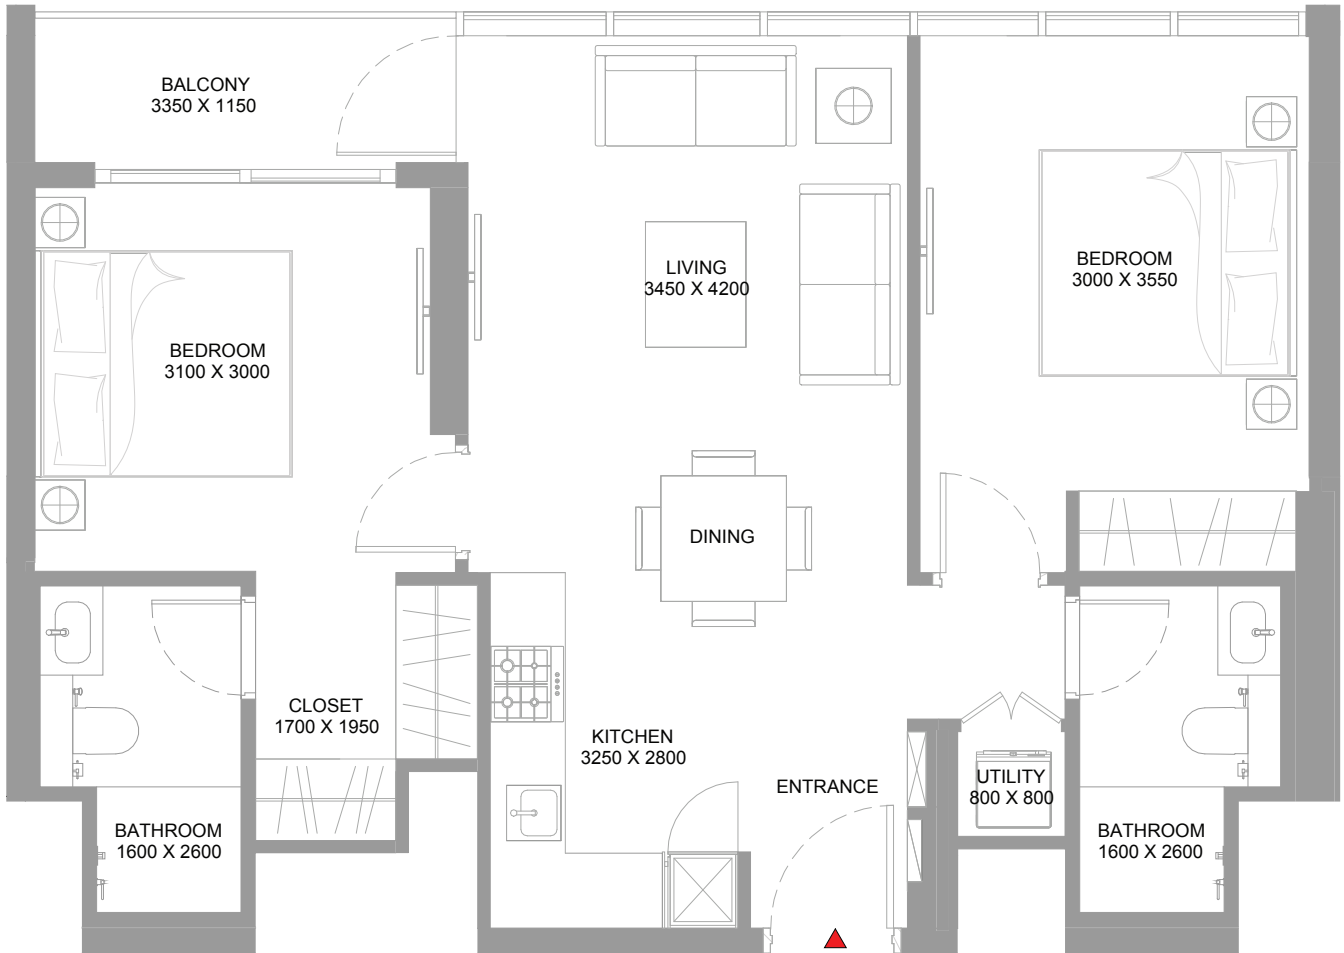 BALCONY
3350 X 1150
LIVING
3450 X 4200
BEDROOM
3000 X 3550
BEDROOM
3100 X 3000
DINING
CLOSET
1700 X 1950
KITCHEN
3250 X 2800
ENTRANCE
UTILITY
800 X 800
BATHROOM
1600 X 2600
BATHROOM
1600 X 2600